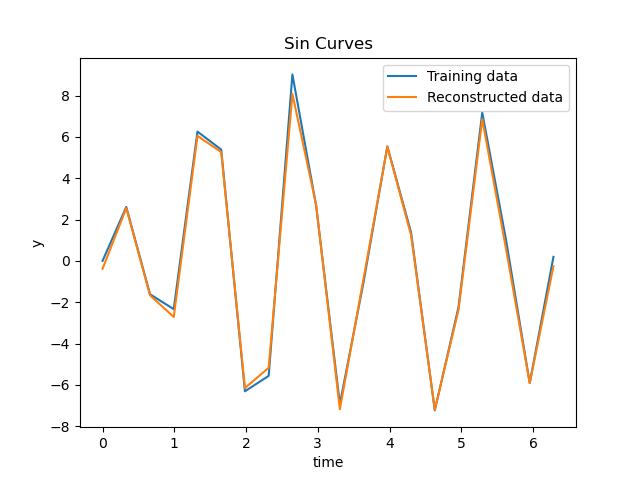 Sin Curves
Training data
Reconstructed data
8
6
4
2
0
−2
−4
−6
−8
y
0 1 2 3 4 5 6
time